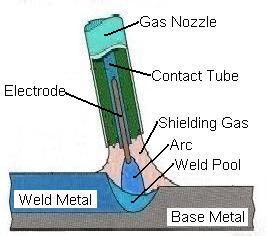 Gas Nozzle
Contact Tube
Electrode
Shielding Gas
Arc
Weld Pool
Weld Metal
Base Metal